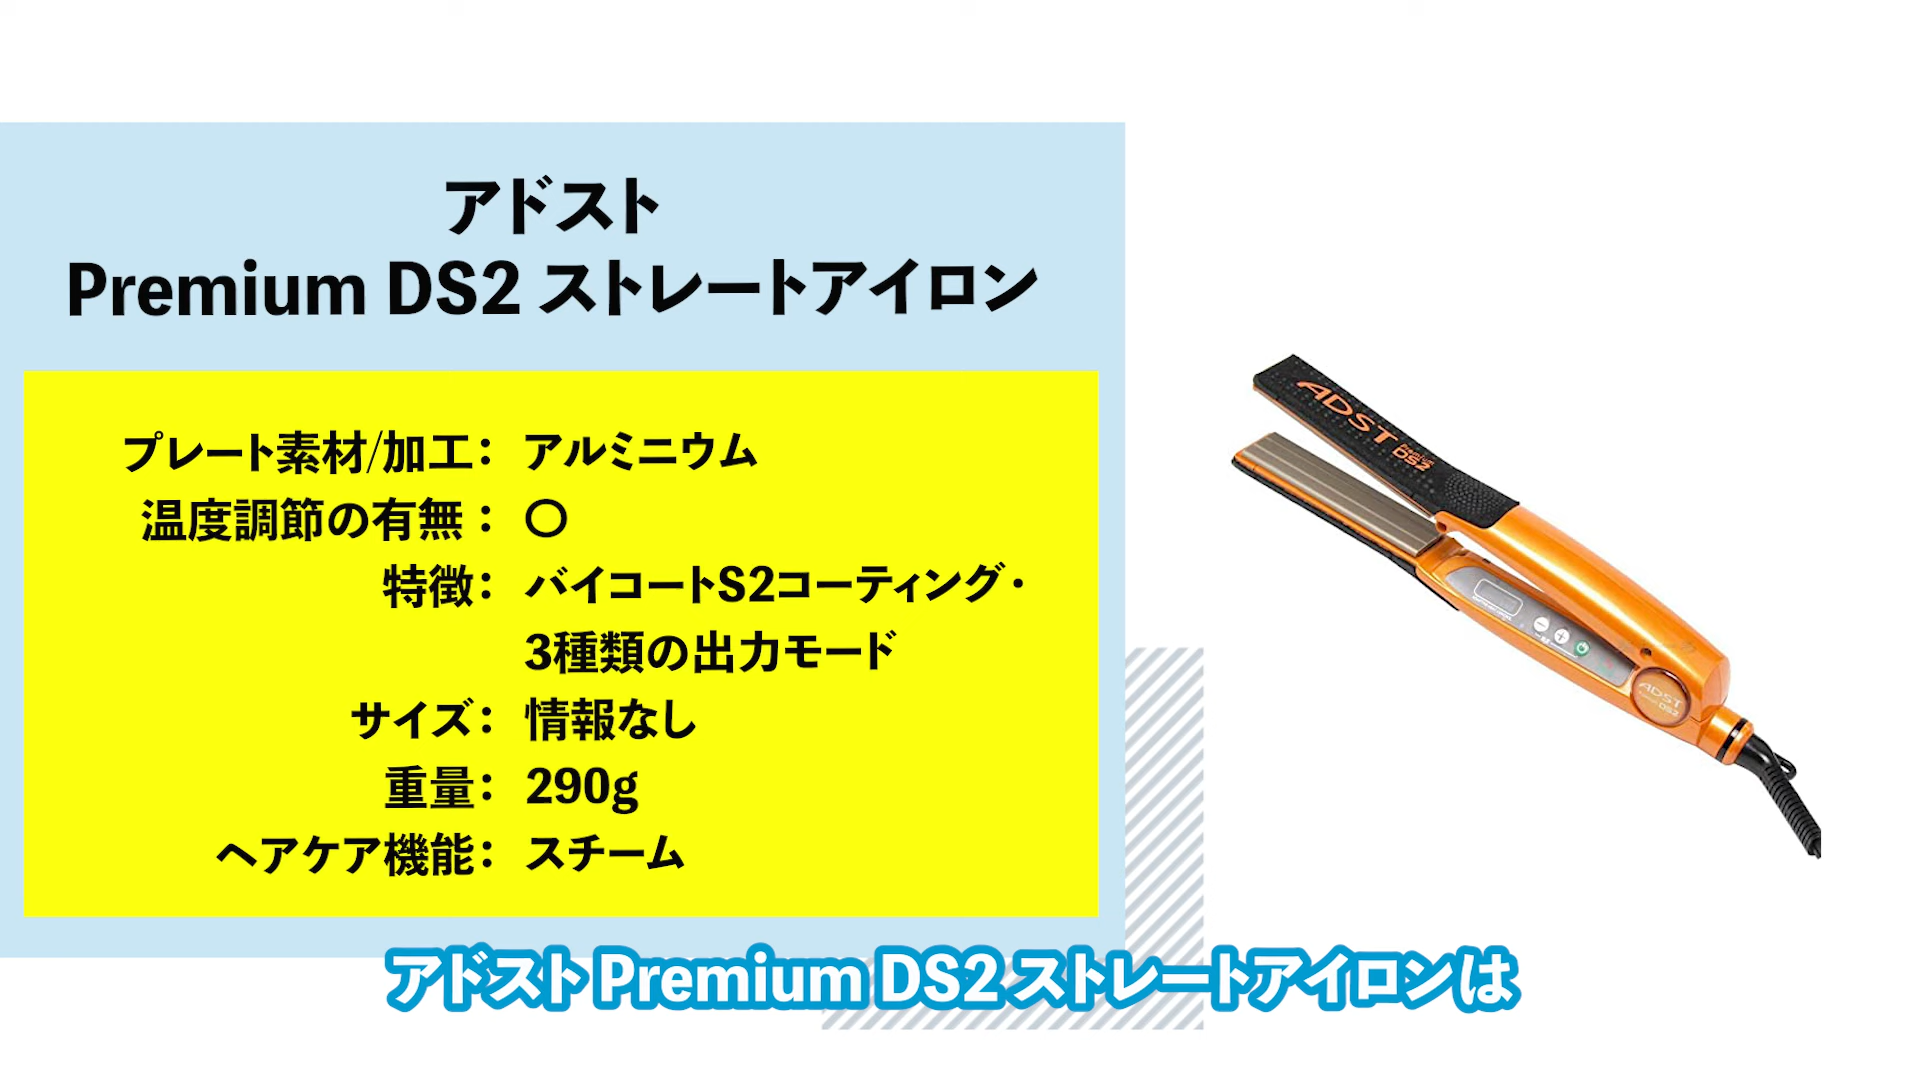 アドスト
Premium DS2 ストレートアイロン
プレート素材/加工： アルミニウム
温度調節の有無： 〇
特徴： バイコートS2コーティング・
3種類の出力モード
サイズ： 情報なし
重量： 290g
ヘアケア機能： スチーム
ADST
Premium
DS2
ADST
DS2
アドスト Premium DS2 ストレートアイロンは